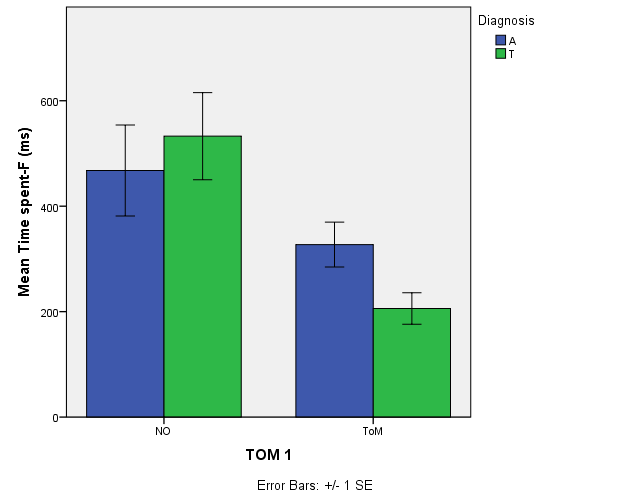 Diagnosis
A
T
Mean Time spent-F (ms)
600
400
200
0
NO
ToM
TOM 1
Error Bars: +/- 1 SE